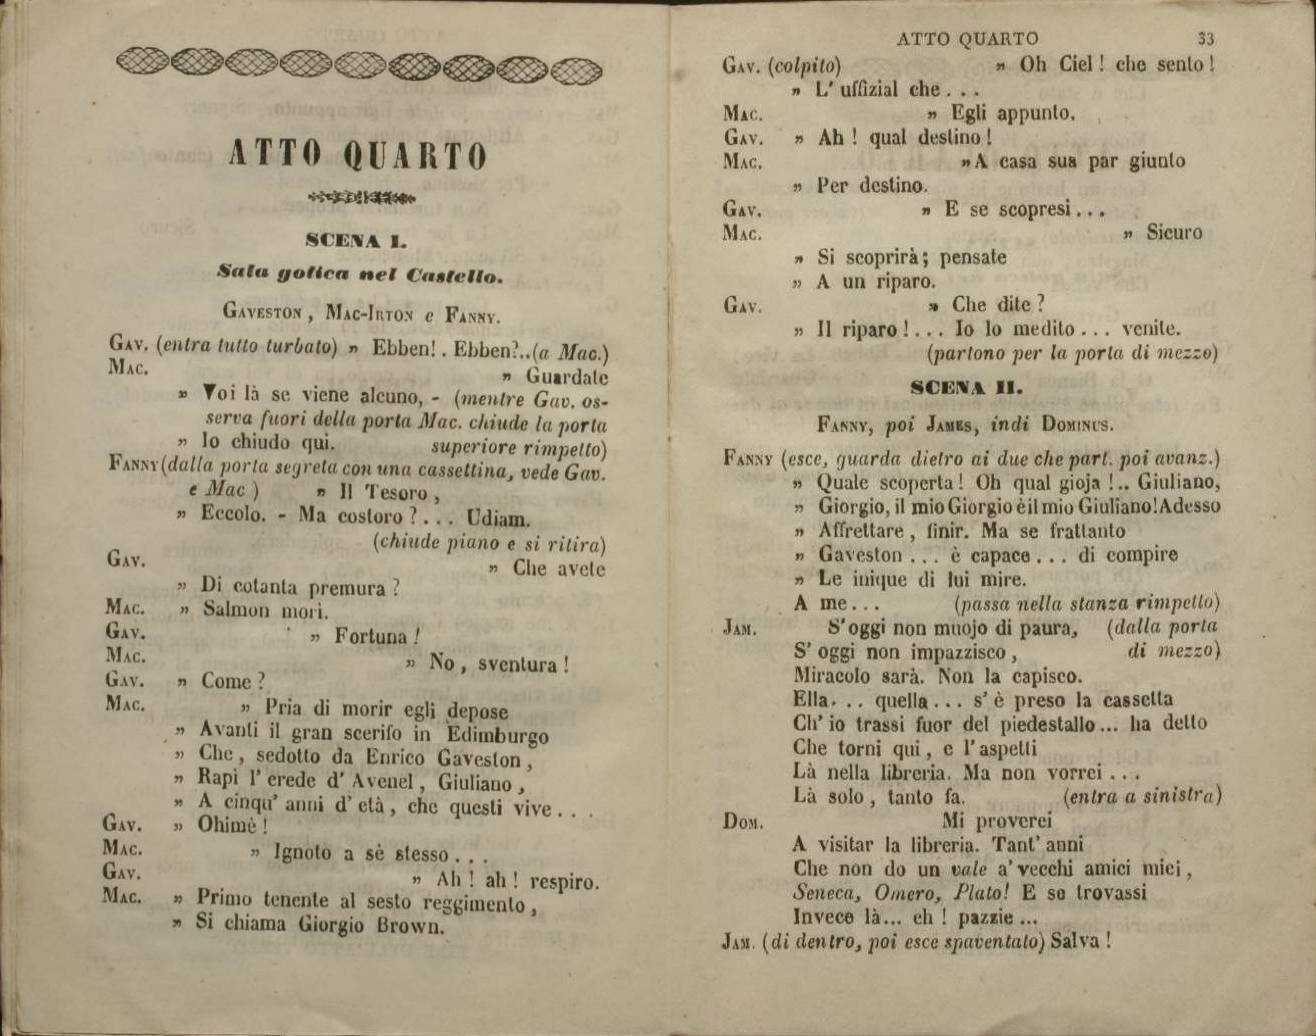 ATTO QUARTO
SCENA I.
Sala gotica nel Castello.
GAVESTON, MAC-IRTON e FANNY.
GAV. (entra tutto turbato) » Ebben!. Ebben?..(a Mac.)
MAC. » Guardate
» Voi là se viene alcuno, - (mentre Gav. os-
serva fuori della porta Mac. chiude la porta
» Io chiudo qui. superiore rimpetto)
FANNY (dalla porta segreta con una cassettina, vede Gav.
e Mac) » Il Tesoro,
» Eccolo. - Ma costoro?... Udiam.
(chiude piano e si ritira)
GAV. » Che avete
» Di cotanta premura?
MAC. » Salmon morì.
GAV. » Fortuna!
MAC. » No, sventura!
GAV. » Come?
MAC. » Pria di morir egli depose
» Avanti il gran scerifo in Edimburgo
» Che, sedotto da Enrico Gaveston,
» Rapì l'erede d'Avenel, Giuliano,
» A cinqu'anni d'età, che questi vive...
GAV. » Ohimè!
MAC. » Ignoto a sè stesso...
GAV. » Ah! ah! respiro.
MAC. » Primo tenente al sesto reggimento,
» Si chiama Giorgio Brown.
ATTO QUARTO 33
GAV. (colpito) » Oh Ciel! che sento!
» L'uffizial che...
MAC. » Egli appunto.
GAV. » Ah! qual destino!
MAC. » A casa sua par giunto
» Per destino.
GAV. » E se scopresi...
MAC. » Sicuro
» Si scoprirà; pensate
» A un riparo.
GAV. » Che dite?
» Il riparo!... Io lo medito... venite.
(partono per la porta di mezzo)
SCENA II.
FANNY, poi JAMES, indi DOMINUS.
FANNY (esce, guarda dietro ai due che part. poi avanz.)
» Quale scoperta! Oh qual gioja!.. Giuliano,
» Giorgio, il mio Giorgio è il mio Giuliano! Adesso
» Affrettare, finir. Ma se frattanto
» Gaveston... è capace... di compire
» Le inique di lui mire.
A me... (passa nella stanza rimpetto)
JAM. S'oggi non muojo di paura, (dalla porta
S'oggi non impazzisco, di mezzo)
Miracolo sarà. Non la capisco.
Ella... quella... s'è preso la cassetta
Ch'io trassi fuor del piedestallo... ha detto
Che torni qui, e l'aspetti
Là nella libreria. Ma non vorrei...
Là solo, tanto fa. (entra a sinistra)
DOM. Mi proverei
A visitar la libreria. Tant'anni
Che non do un vale a'vecchi amici miei,
Seneca, Omero, Plato! E se trovassi
Invece là... eh! pazzie...
JAM. (di dentro, poi esce spaventato) Salva!